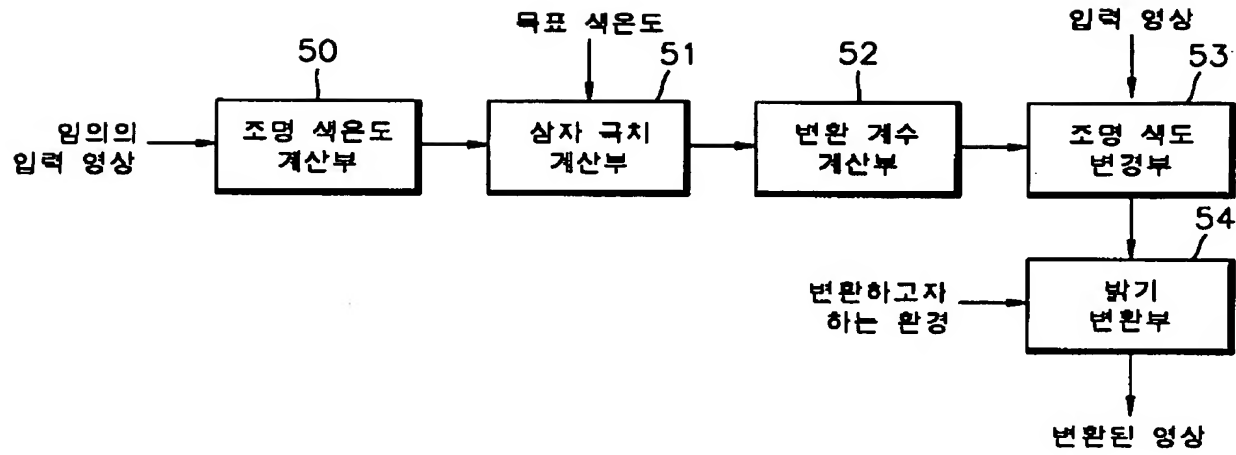 목표 색온도
입력 영상
50
51
52
53
임의의
입력 영상
조명 색온도
계산부
삼자 극치
계산부
변환 계수
계산부
조명 색도
변경부
54
변환하고자
하는 환경
밝기
변환부
변환된 영상